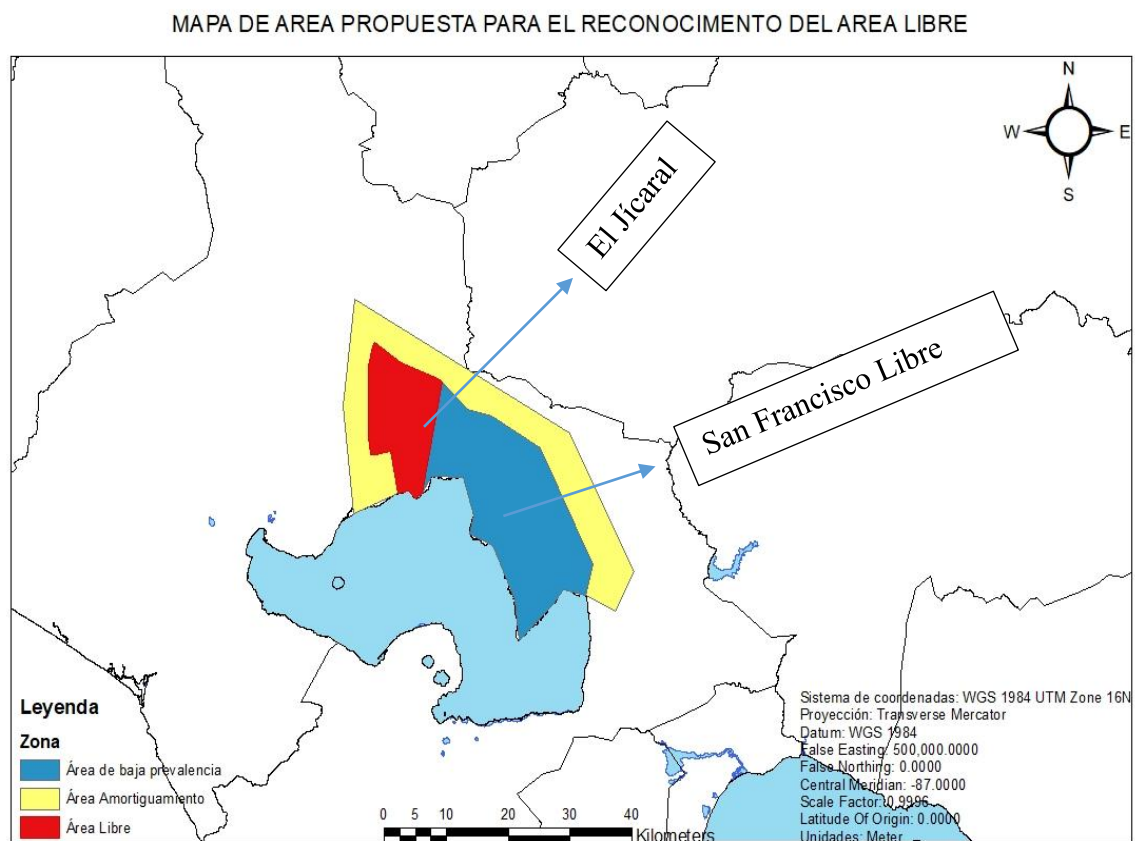 MAPA DE AREA PROPUESTA PARA EL RECONOCIMENTO DEL AREA LIBRE
N
W E
S
El Jícaral
San Francisco Libre
Leyenda
Zona
Área de baja prevalencia
Área Amortiguamiento
Área Libre
0 5 10 20 30 40
Kilometers
Sistema de coordenadas: WGS 1984 UTM Zone 16N
Proyección: Transverse Mercator
Datum: WGS 1984
False Easting: 500,000.0000
False Northing: 0.0000
Central Meridian: -87.0000
Scale Factor: 0.9996
Latitude Of Origin: 0.0000
Unidades: Meter